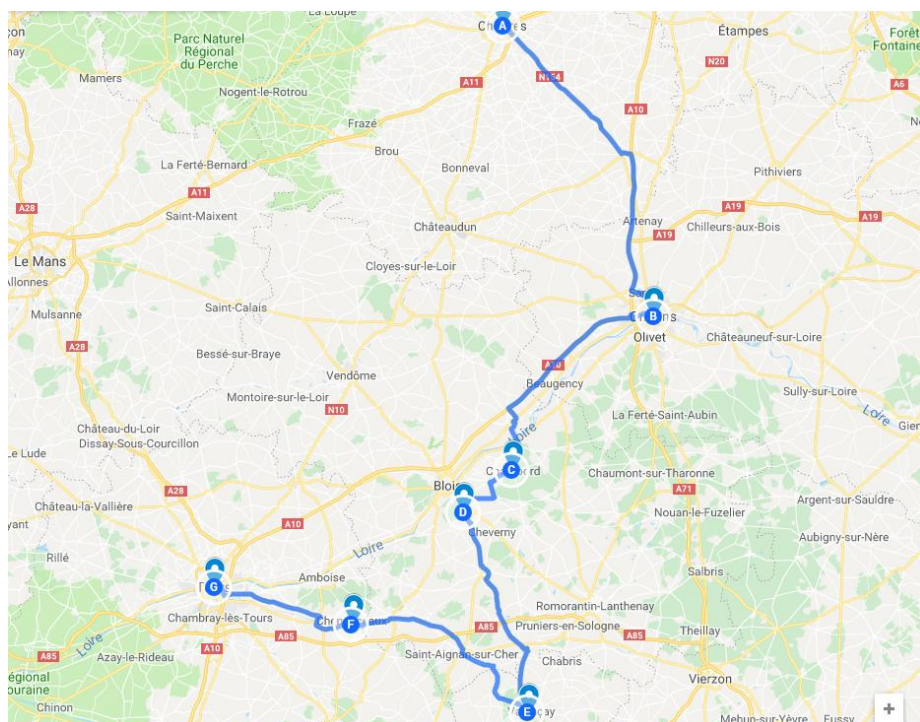 La Loupe
Étampes
PARC NATUREL
RÉGIONAL
DU PERCHE
Forêt
Fontaine
Mamers
A11
N154
N20
A6
Nogent-le-Rotrou
A10
Frazé
Brou
La Ferté-Bernard
Bonneval
Pithiviers
A11
A28
Saint-Maixent
Artenay
A19
A19
Châteaudun
Chilleurs-aux-Bois
Le Mans
Cloyes-sur-le-Loir
Allonnes
Saint-Calais
Mulsanne
B
Olivet
Châteauneuf-sur-Loire
A28
Bessé-sur-Braye
Vendôme
A10
Beaugency
Montoire-sur-le-Loir
N10
Sully-sur-Loire
La Ferté-Saint-Aubin
Loire
Gien
Château-du-Loir
Dissay-Sous-Courcillon
Le Lude
Loire
C
Chaumont-sur-Tharonne
Blois
A28
A71
Argent-sur-Sauldre
Château-la-Vallière
D
Nouan-le-Fuzelier
A10
Cheverny
Aubigny-sur-Nère
Rillé
Loire
Salbris
Amboise
G
Romorantin-Lanthenay
Chambray-lès-Tours
F
A85
Pruniers-en-Sologne
Theillay
Loire
A85
A85
A10
Azay-le-Rideau
Saint-Aignan-sur-Cher
Chabris
Vierzon
Régional
E
Chinon
Mehun-sur-Yèvre
Fussy
A
+